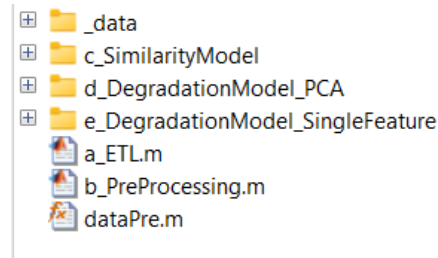 _data
c_SimilarityModel
d_DegradationModel_PCA
e_DegradationModel_SingleFeature
a_ETL.m
b_PreProcessing.m
dataPre.m